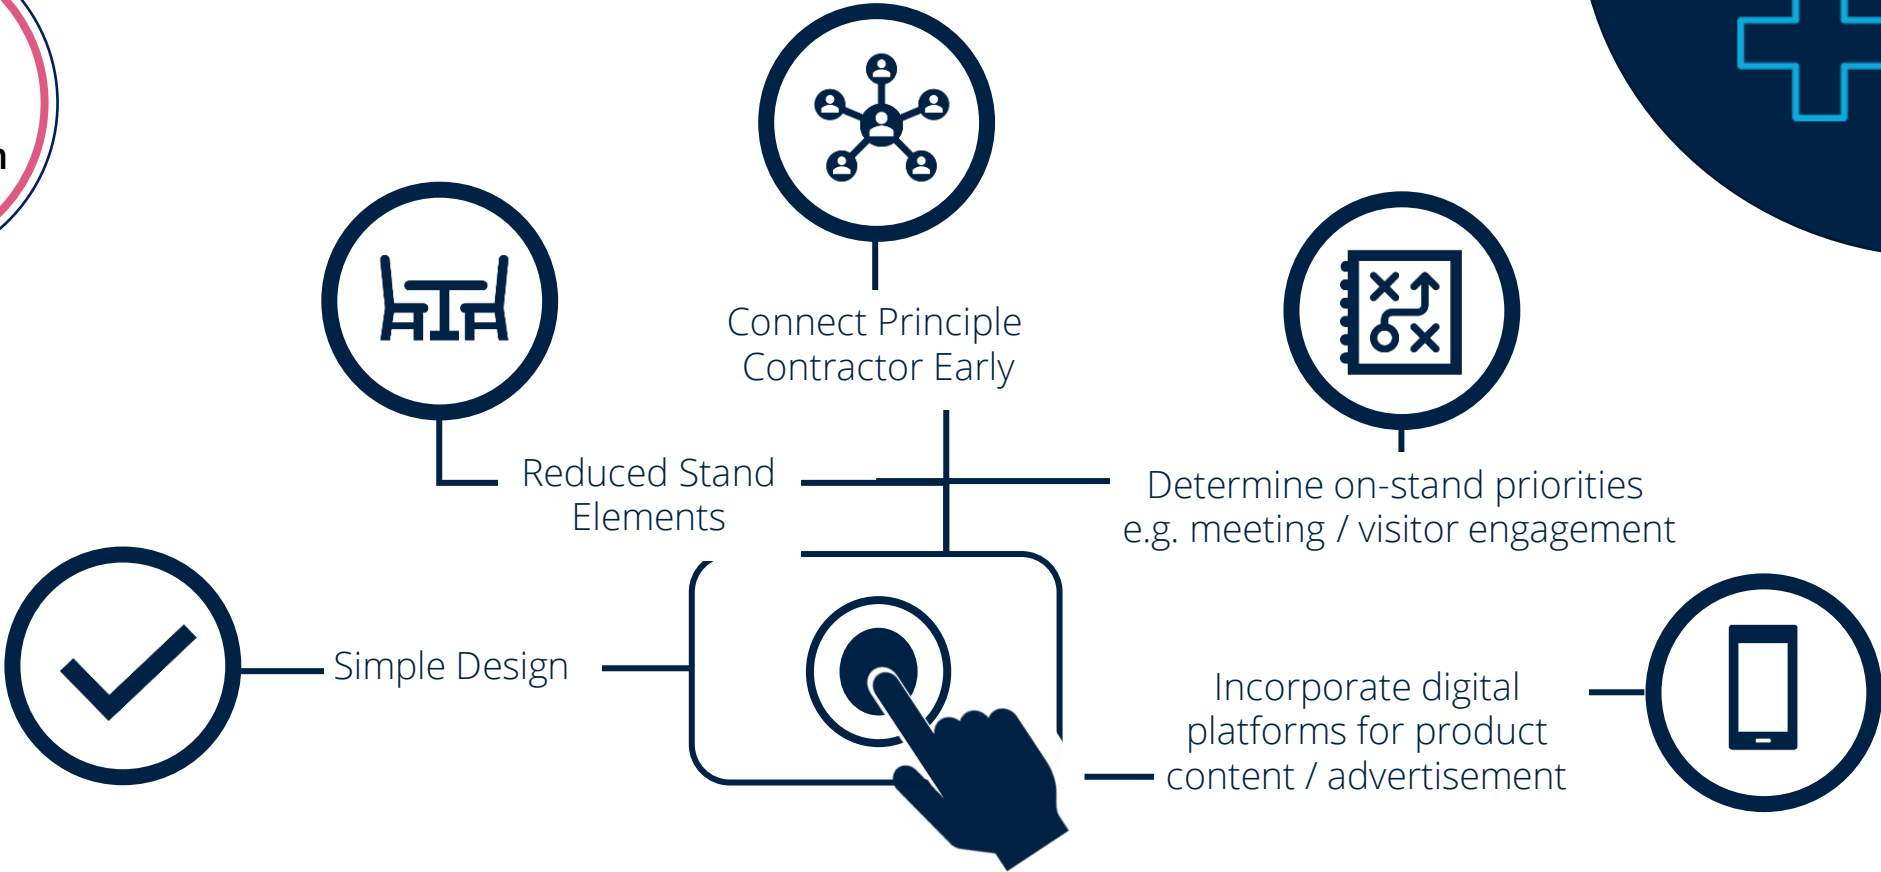 Connect Principle
Contractor Early
Reduced Stand
Elements
Determine on-stand priorities
e.g. meeting / visitor engagement
Simple Design
Incorporate digital
platforms for product
content / advertisement